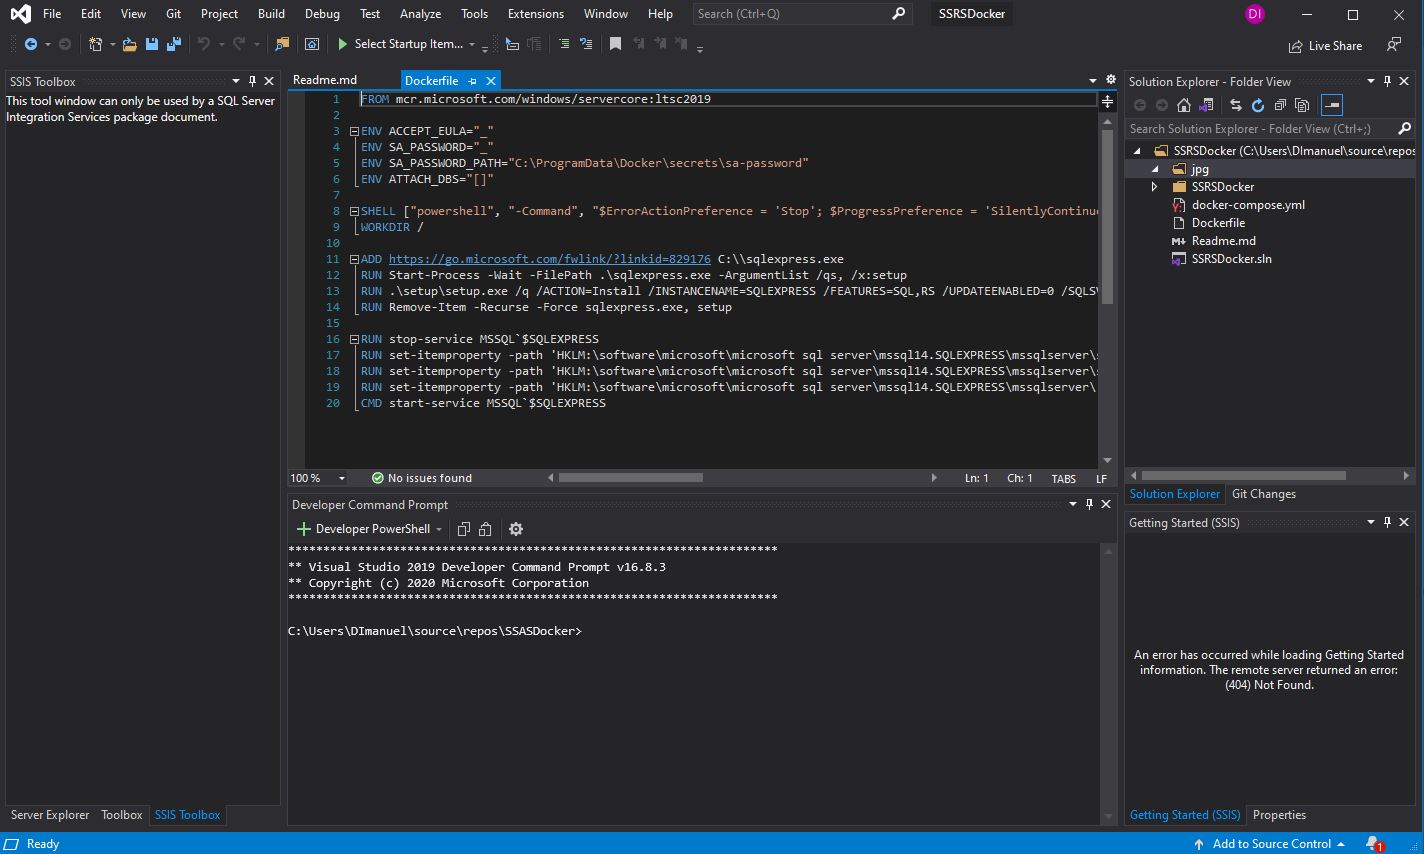 File Edit View Git Project Build Debug Test Analyze Tools Extensions Window Help Search (Ctrl+Q) SSRSDocker DI
Select Startup Item... Live Share
SSIS Toolbox
This tool window can only be used by a SQL Server
Integration Services package document.
Server Explorer Toolbox SSIS Toolbox
Readme.md Dockerfile
1 FROM mcr.microsoft.com/windows/servercore:ltsc2019
2
3 ENV ACCEPT_EULA="_"
4 ENV SA_PASSWORD="_"
5 ENV SA_PASSWORD_PATH="C:\ProgramData\Docker\secrets\sa-password"
6 ENV ATTACH_DBS="[]"
7
8 SHELL ["powershell", "-Command", "$ErrorActionPreference = 'Stop'; $ProgressPreference = 'SilentlyContinue
9 WORKDIR /
10
11 ADD https://go.microsoft.com/fwlink/?linkid=829176 C:\\sqlexpress.exe
12 RUN Start-Process -Wait -FilePath .\sqlexpress.exe -ArgumentList /qs, /x:setup
13 RUN .\setup\setup.exe /q /ACTION=Install /INSTANCENAME=SQLEXPRESS /FEATURES=SQL,RS /UPDATEENABLED=0 /SQLSV
14 RUN Remove-Item -Recurse -Force sqlexpress.exe, setup
15
16 RUN stop-service MSSQL`$SQLEXPRESS
17 RUN set-itemproperty -path 'HKLM:\software\microsoft\microsoft sql server\mssql14.SQLEXPRESS\mssqlserver\s
18 RUN set-itemproperty -path 'HKLM:\software\microsoft\microsoft sql server\mssql14.SQLEXPRESS\mssqlserver\s
19 RUN set-itemproperty -path 'HKLM:\software\microsoft\microsoft sql server\mssql14.SQLEXPRESS\mssqlserver\
20 CMD start-service MSSQL`$SQLEXPRESS
100 % No issues found Ln: 1 Ch: 1 TABS LF
Developer Command Prompt
Developer PowerShell
**********************************************************************
** Visual Studio 2019 Developer Command Prompt v16.8.3
** Copyright (c) 2020 Microsoft Corporation
**********************************************************************
C:\Users\DImanuel\source\repos\SSASDocker>
Solution Explorer - Folder View
Search Solution Explorer - Folder View (Ctrl+;)
SSRSDocker (C:\Users\DImanuel\source\repos
jpg
SSRSDocker
docker-compose.yml
Dockerfile
Readme.md
SSRSDocker.sln
Solution Explorer Git Changes
Getting Started (SSIS)
An error has occurred while loading Getting Started
information. The remote server returned an error:
(404) Not Found.
Getting Started (SSIS) Properties
Ready Add to Source Control 1